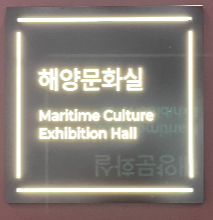 해양문화실
Maritime Culture
Exhibition Hall